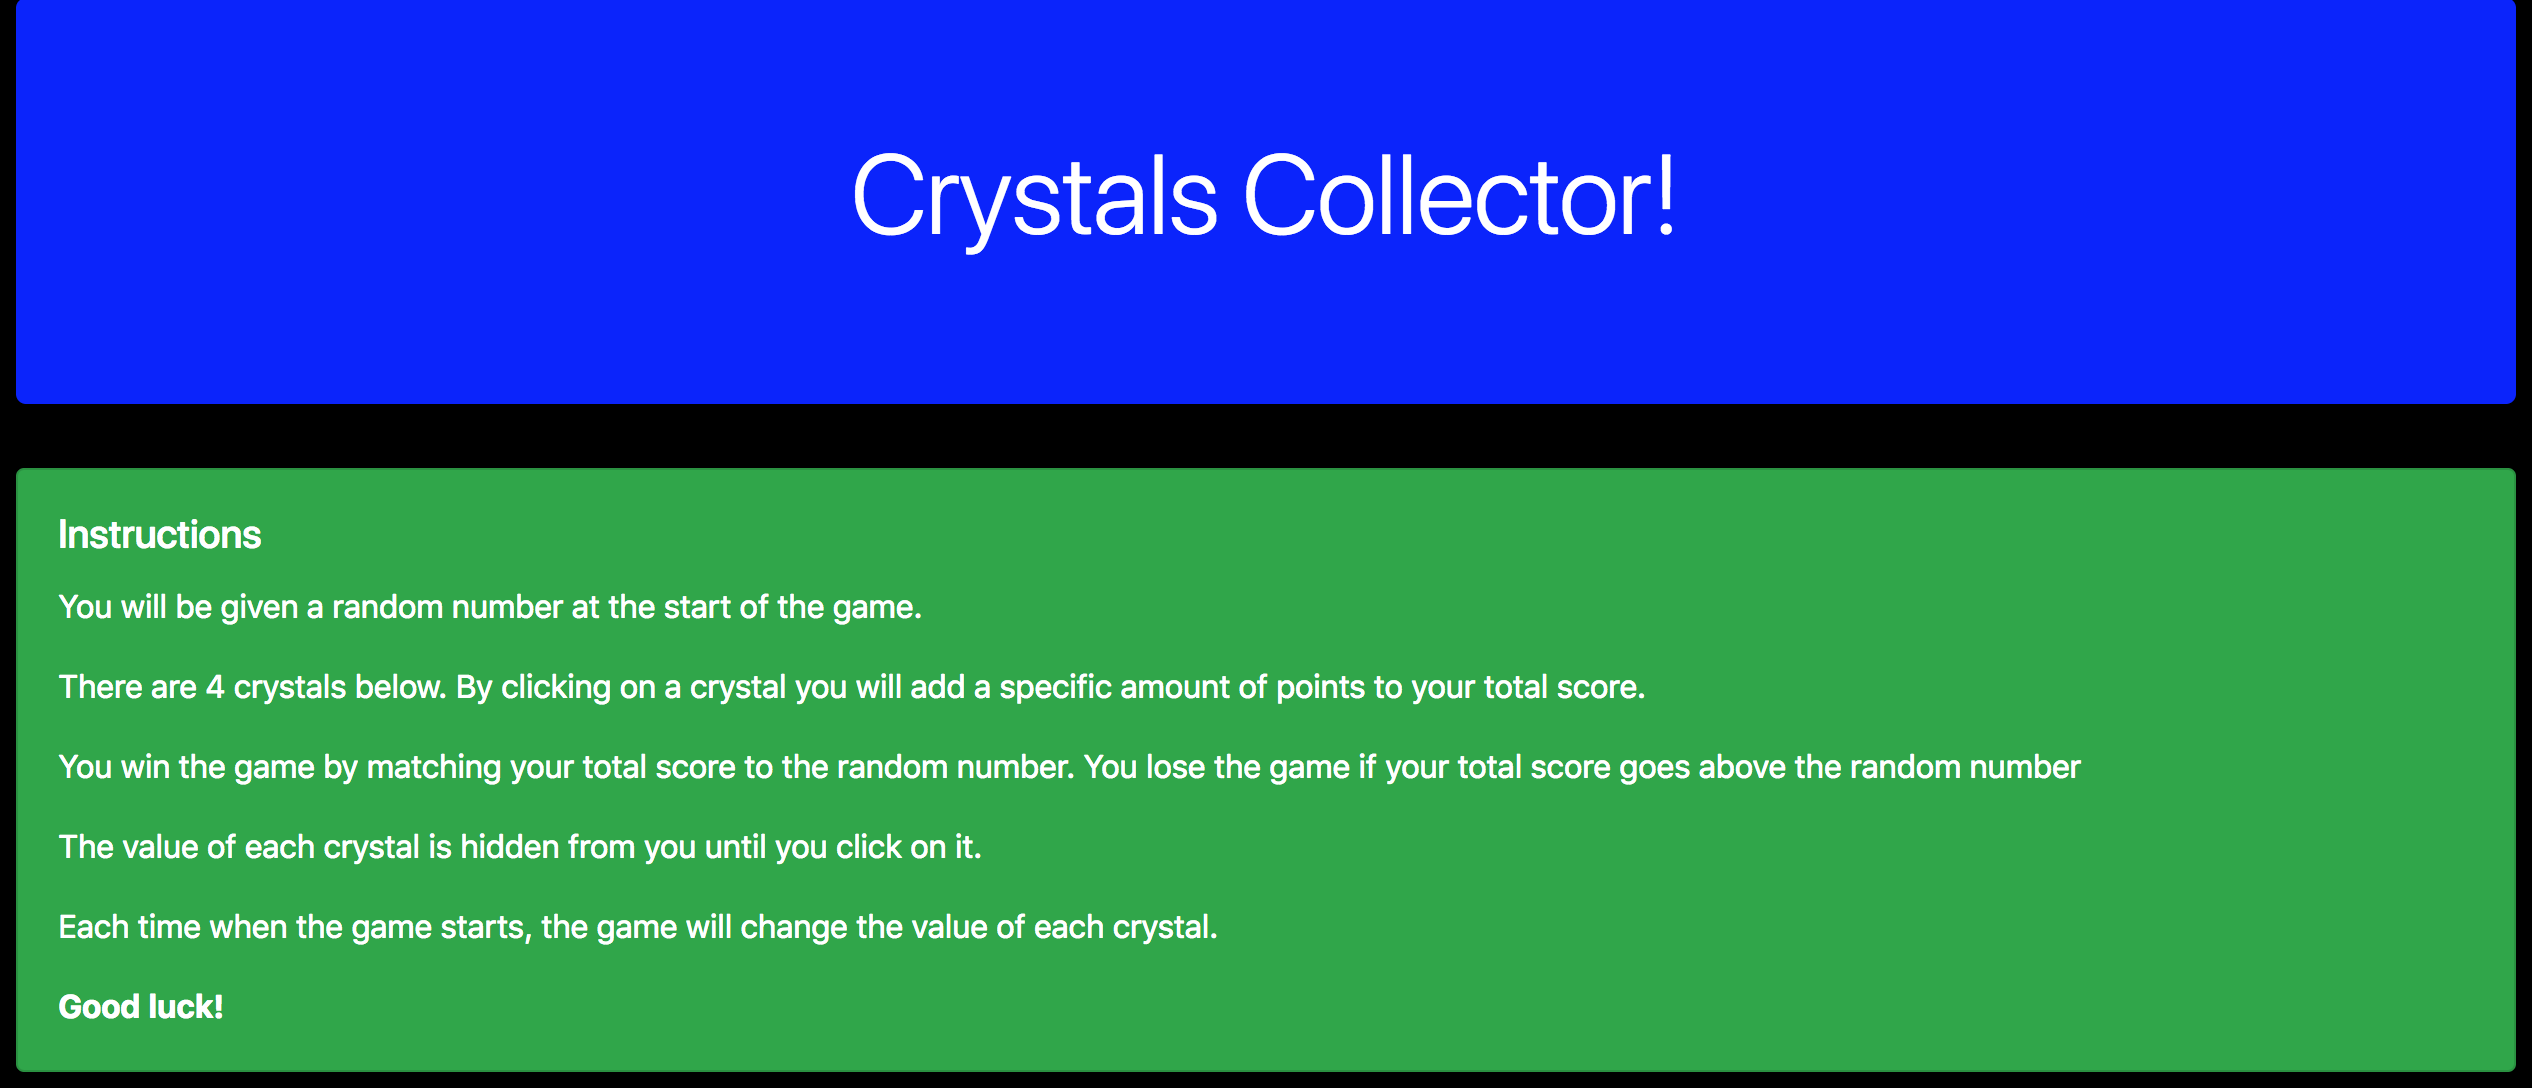 Crystals Collector!
Instructions
You will be given a random number at the start of the game.
There are 4 crystals below. By clicking on a crystal you will add a specific amount of points to your total score.
You win the game by matching your total score to the random number. You lose the game if your total score goes above the random number
The value of each crystal is hidden from you until you click on it.
Each time when the game starts, the game will change the value of each crystal.
Good luck!